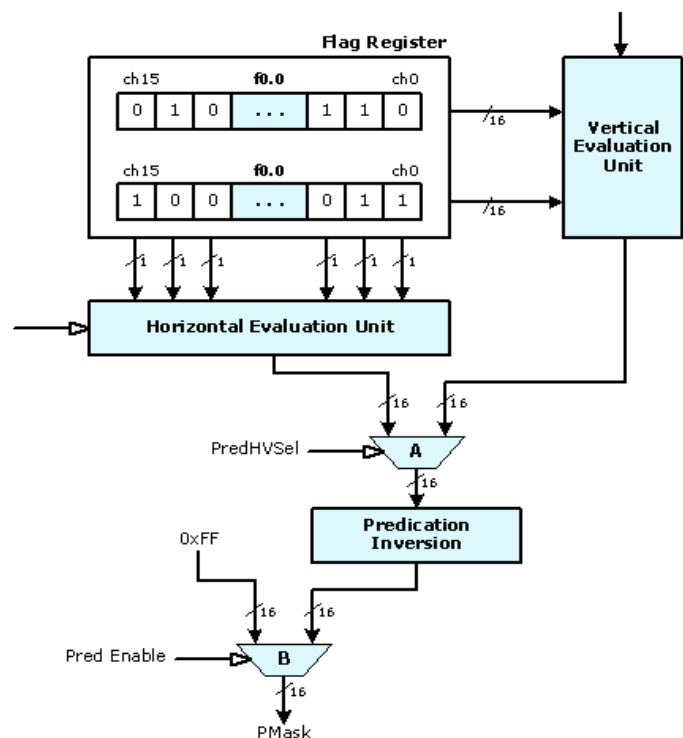 Flag Register
ch15 f0.0 ch0
0 1 0 ... 1 1 0
16
Vertical
Evaluation
Unit
ch15 f0.0 ch0
1 0 0 ... 0 1 1
16
1 1 1 1 1 1
Horizontal Evaluation Unit
16 16
PredHVSel
A
16
Predication
Inversion
0xFF
16 16
Pred Enable
B
16
PMask